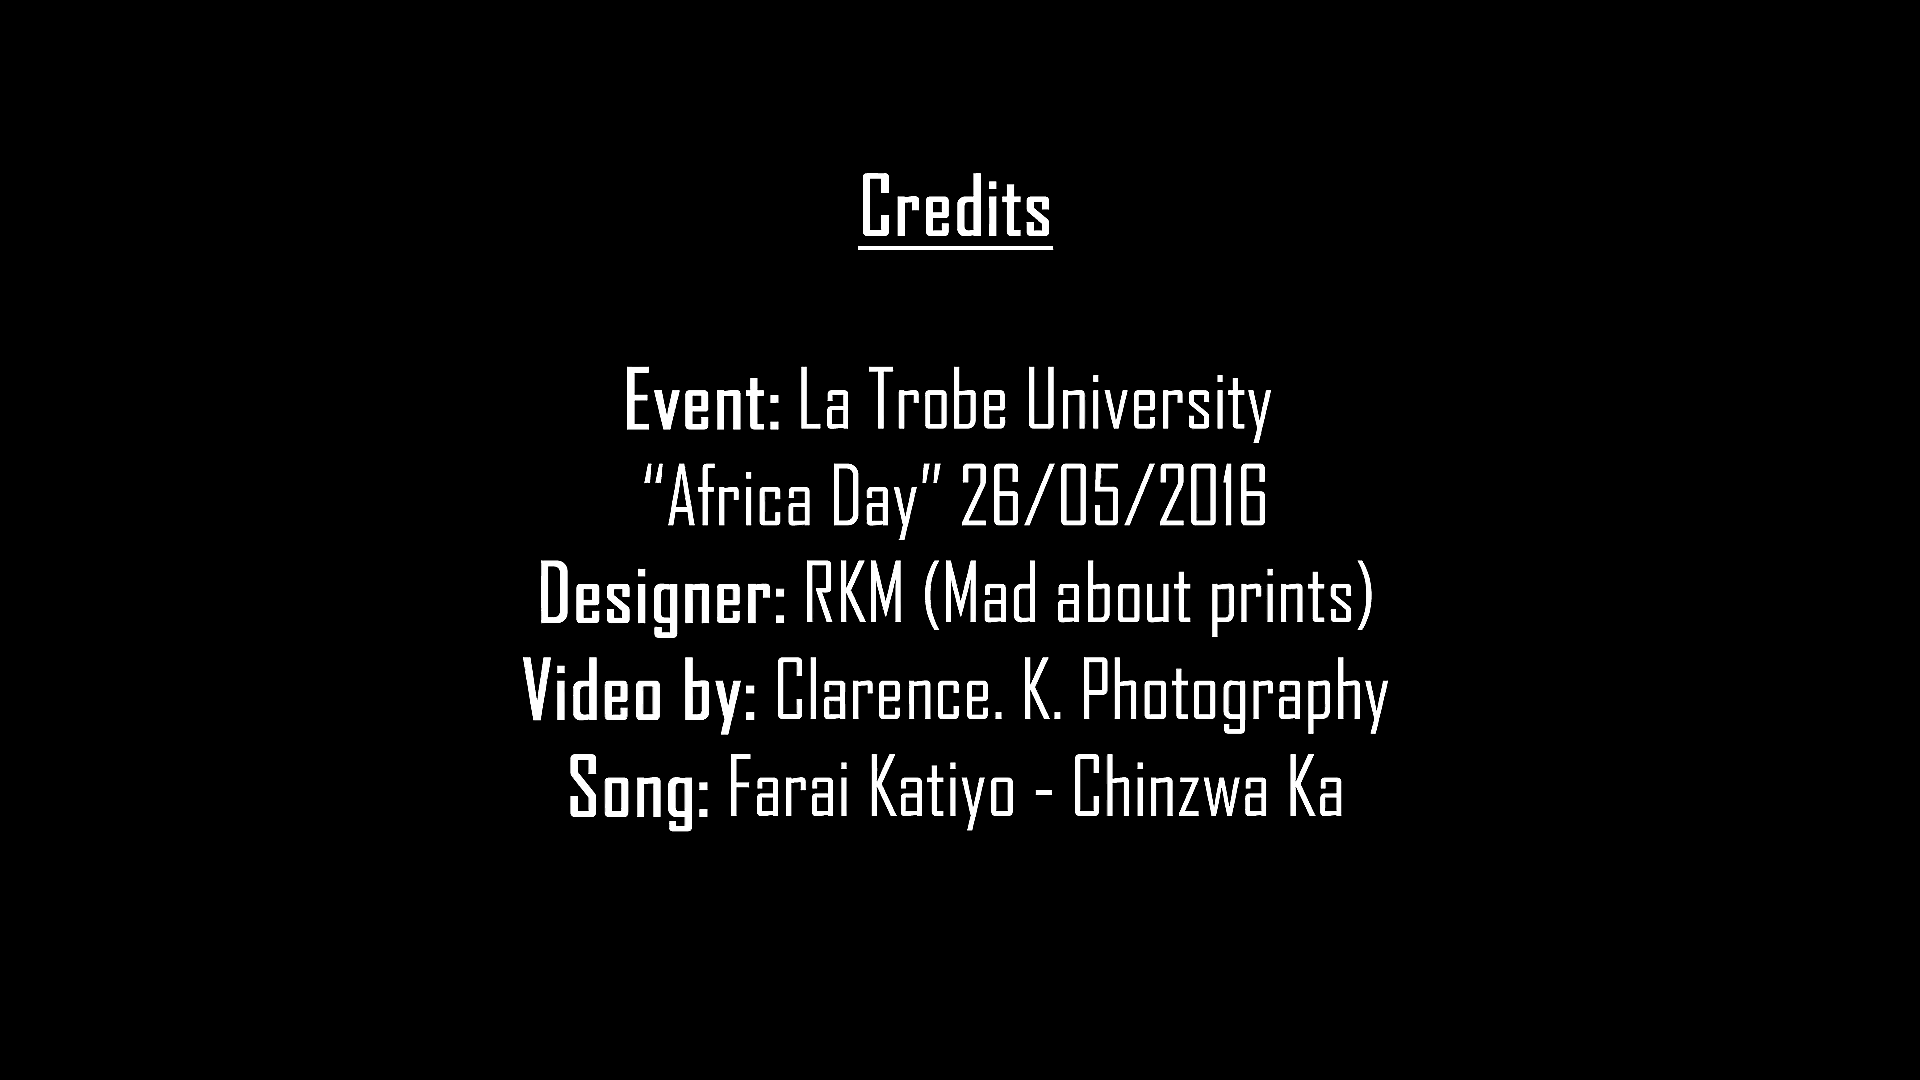 Credits
Event: La Trobe University
“Africa Day” 26/05/2016
Designer: RKM (Mad about prints)
Video by: Clarence. K. Photography
Song: Farai Katiyo - Chinzwa Ka